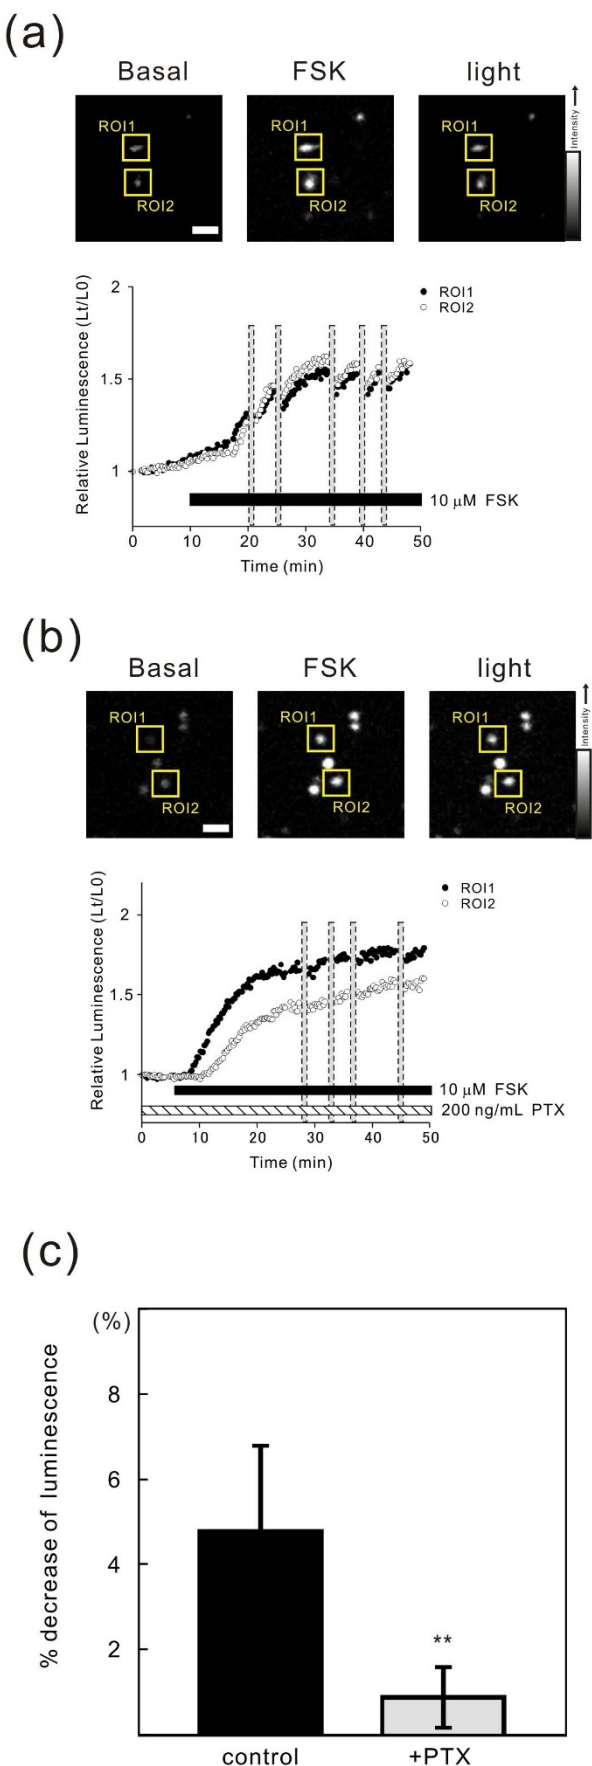 (a)
Basal FSK light
ROI1 ROI1 ROI1
ROI2 ROI2 ROI2
Intensity
Relative Luminescence (Lt/L0)
2
1.5
1
ROI1
ROI2
10 μM FSK
0 10 20 30 40 50
Time (min)
(b)
Basal FSK light
ROI1 ROI1 ROI1
ROI2 ROI2 ROI2
Intensity
Relative Luminescence (Lt/L0)
2
1.5
1
ROI1
ROI2
10 μM FSK
200 ng/mL PTX
0 10 20 30 40 50
Time (min)
(c)
(%)
% decrease of luminescence
8
6
4
2
**
control +PTX